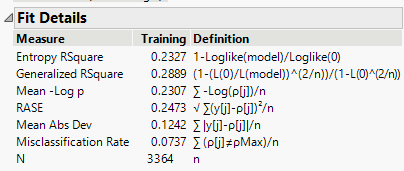 Fit Details
Measure Training Definition
Entropy RSquare 0.2327 1-Loglike(model)/Loglike(0)
Generalized RSquare 0.2889 (1-(L(0)/L(model))^(2/n))/(1-L(0)^(2/n))
Mean -Log p 0.2307 ∑ -Log(ρ[j])/n
RASE 0.2473 √ ∑(y[j]-ρ[j])²/n
Mean Abs Dev 0.1242 ∑ |y[j]-ρ[j]|/n
Misclassification Rate 0.0737 ∑ (ρ[j]≠ρMax)/n
N 3364 n